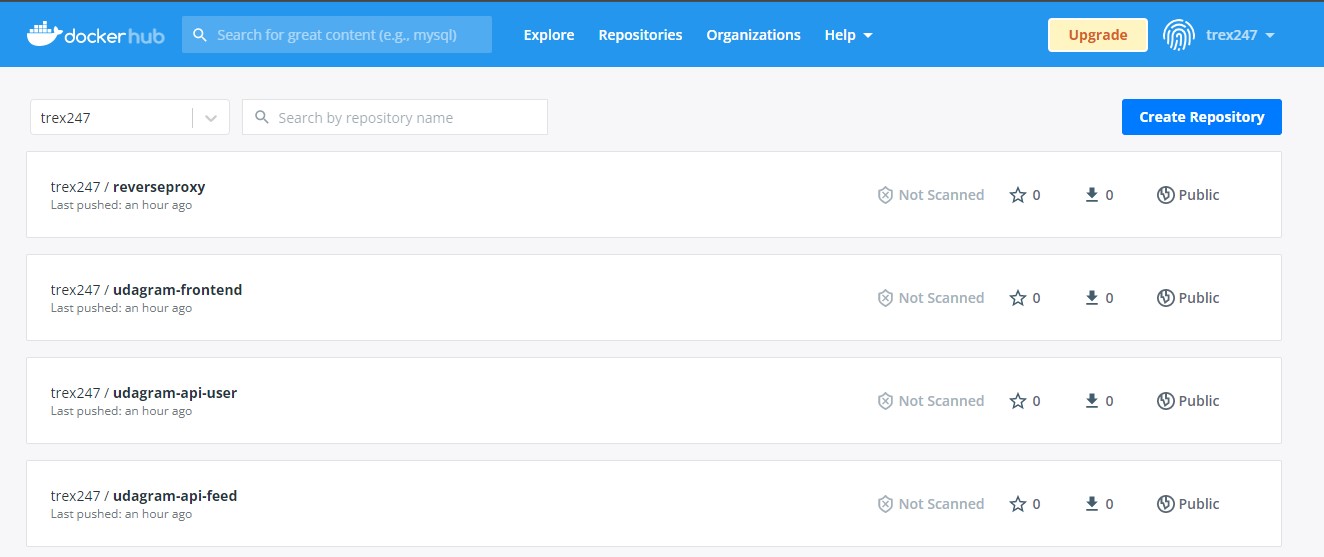 dockerhub Search for great content (e.g., mysql) Explore Repositories Organizations Help Upgrade trex247
trex247 Search by repository name Create Repository
trex247 / reverseproxy
Last pushed: an hour ago
Not Scanned 0 0 Public
trex247 / udagram-frontend
Last pushed: an hour ago
Not Scanned 0 0 Public
trex247 / udagram-api-user
Last pushed: an hour ago
Not Scanned 0 0 Public
trex247 / udagram-api-feed
Last pushed: an hour ago
Not Scanned 0 0 Public